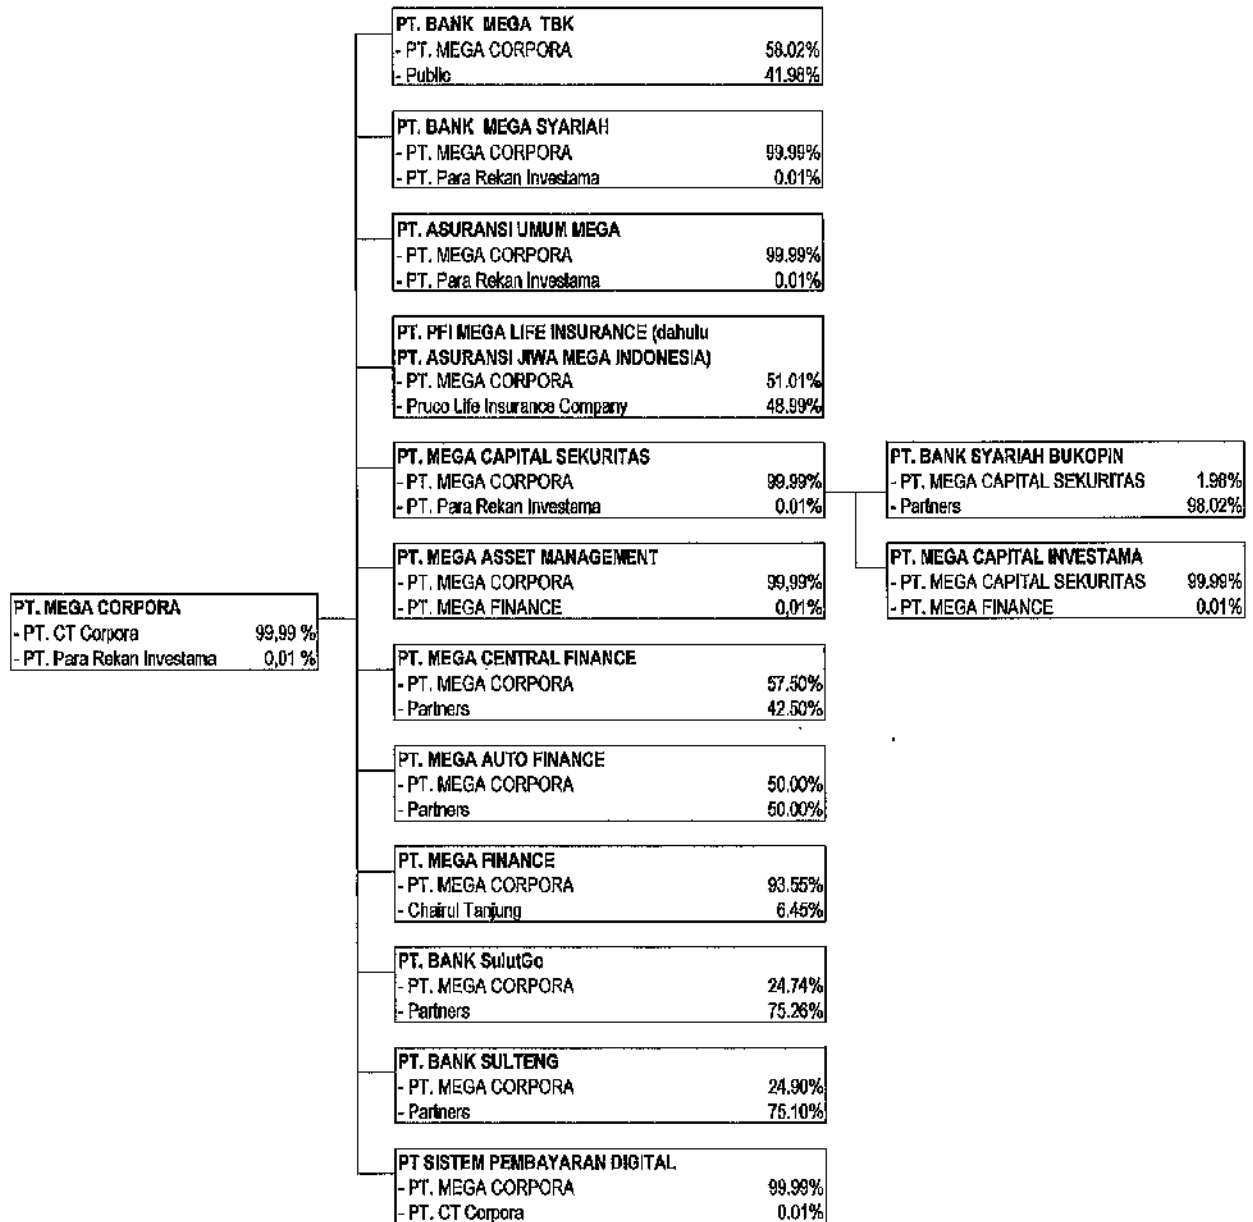 PT. BANK MEGA TBK
- PT. MEGA CORPORA 58.02%
- Public 41.98%
PT. BANK MEGA SYARIAH
- PT. MEGA CORPORA 99.99%
- PT. Para Rekan Investama 0.01%
PT. ASURANSI UMUM MEGA
- PT. MEGA CORPORA 99.99%
- PT. Para Rekan Investama 0.01%
PT. PFI MEGA LIFE INSURANCE (dahulu
PT. ASURANSI JIWA MEGA INDONESIA)
- PT. MEGA CORPORA 51.01%
- Pruco Life Insurance Company 48.99%
PT. MEGA CAPITAL SEKURITAS
- PT. MEGA CORPORA 99.99%
- PT. Para Rekan Investama 0.01%
PT. BANK SYARIAH BUKOPIN
- PT. MEGA CAPITAL SEKURITAS 1.98%
- Partners 98.02%
PT. MEGA ASSET MANAGEMENT
- PT. MEGA CORPORA 99,99%
- PT. MEGA FINANCE 0,01%
PT. MEGA CAPITAL INVESTAMA
- PT. MEGA CAPITAL SEKURITAS 99.99%
- PT. MEGA FINANCE 0.01%
PT. MEGA CORPORA
- PT. CT Corpora 99,99 %
- PT. Para Rekan Investama 0,01 %
PT. MEGA CENTRAL FINANCE
- PT. MEGA CORPORA 57.50%
- Partners 42.50%
PT. MEGA AUTO FINANCE
- PT. MEGA CORPORA 50.00%
- Partners 50.00%
PT. MEGA FINANCE
- PT. MEGA CORPORA 93.55%
- Chairul Tanjung 6.45%
PT. BANK SulutGo
- PT. MEGA CORPORA 24.74%
- Partners 75.26%
PT. BANK SULTENG
- PT. MEGA CORPORA 24.90%
- Partners 75.10%
PT SISTEM PEMBAYARAN DIGITAL
- PT. MEGA CORPORA 99.99%
- PT. CT Corpora 0.01%